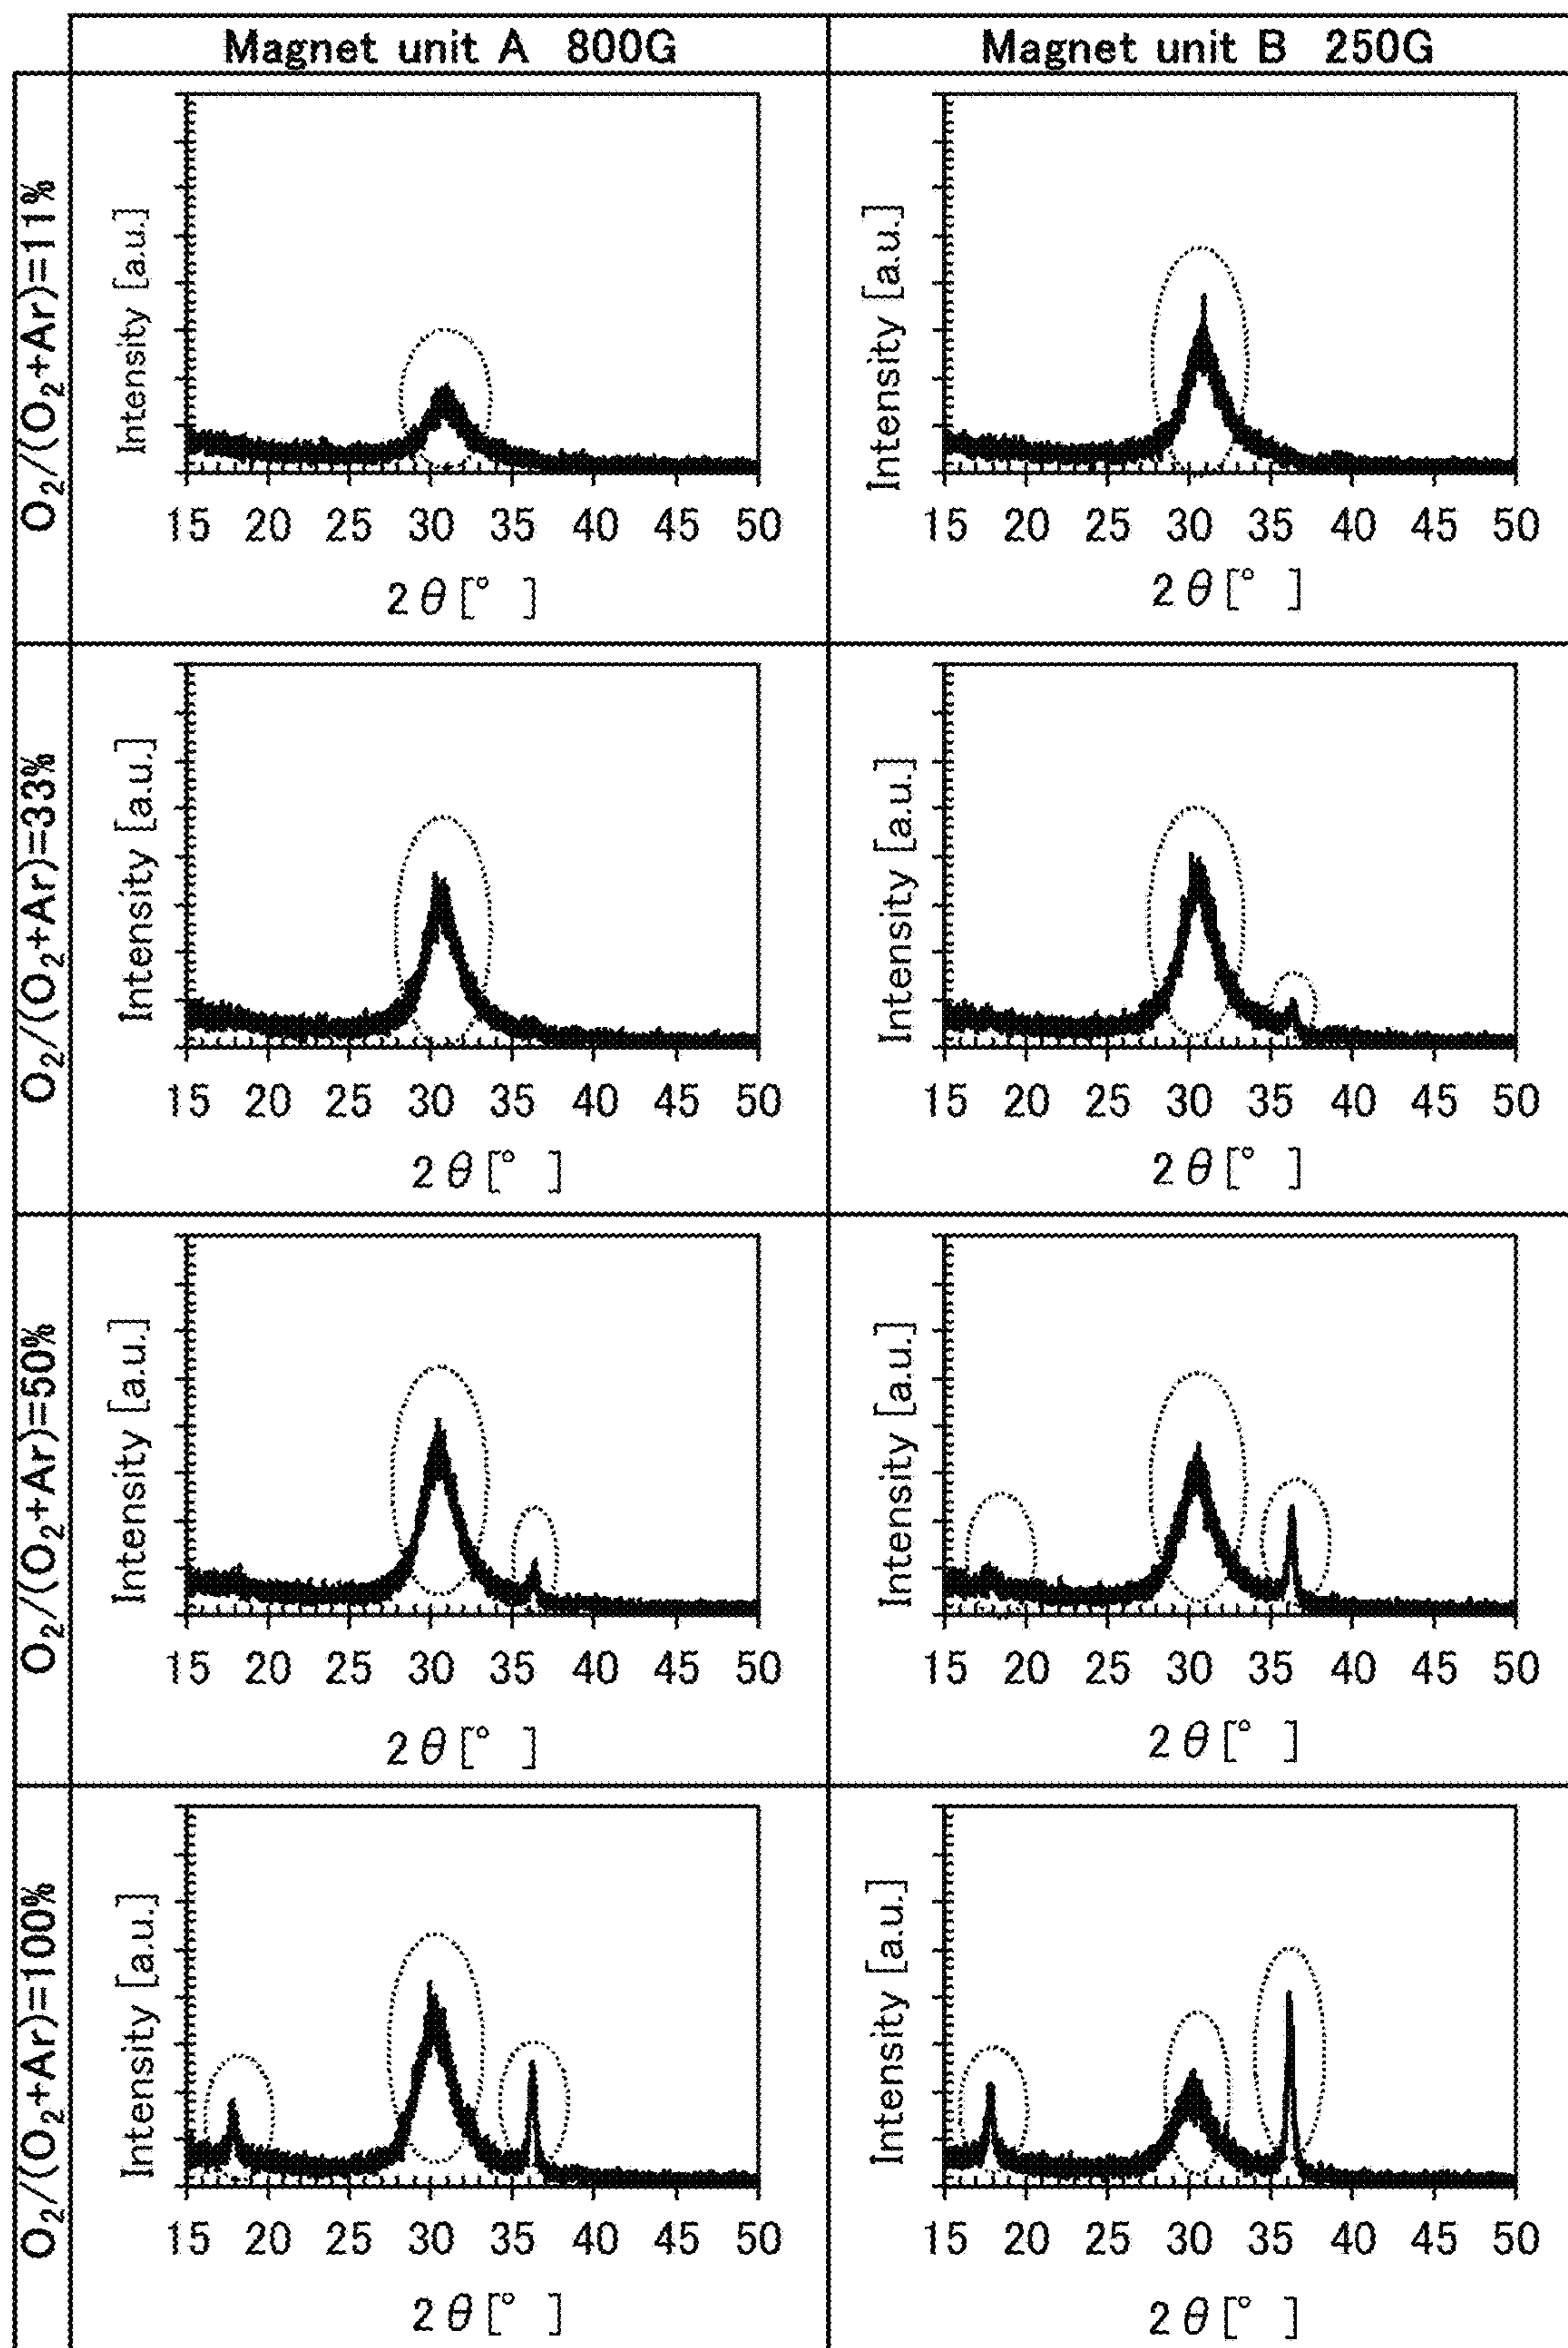 Magnet unit A 800G
Magnet unit B 250G
O₂/(O₂+Ar)=11%
Intensity [a.u.]
15 20 25 30 35 40 45 50
2θ[° ]
Intensity [a.u.]
15 20 25 30 35 40 45 50
2θ[° ]
O₂/(O₂+Ar)=33%
Intensity [a.u.]
15 20 25 30 35 40 45 50
2θ[° ]
Intensity [a.u.]
15 20 25 30 35 40 45 50
2θ[° ]
O₂/(O₂+Ar)=50%
Intensity [a.u.]
15 20 25 30 35 40 45 50
2θ[° ]
Intensity [a.u.]
15 20 25 30 35 40 45 50
2θ[° ]
O₂/(O₂+Ar)=100%
Intensity [a.u.]
15 20 25 30 35 40 45 50
2θ[° ]
Intensity [a.u.]
15 20 25 30 35 40 45 50
2θ[° ]